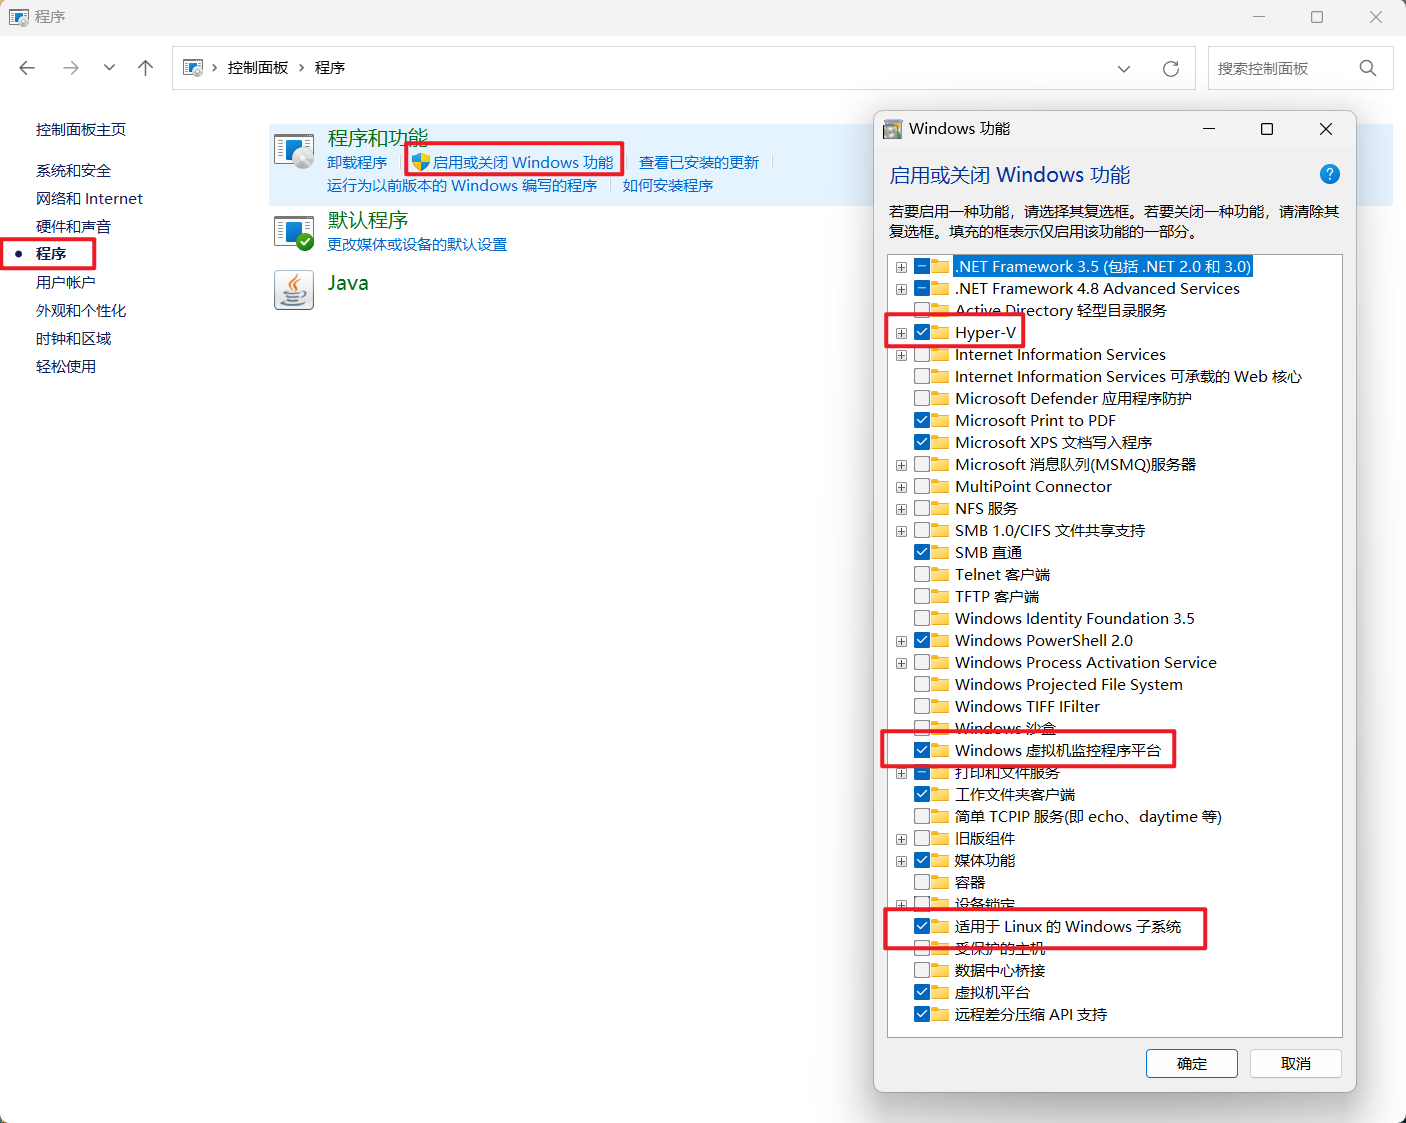 程序
控制面板 程序
搜索控制面板
控制面板主页
系统和安全
网络和 Internet
硬件和声音
程序
用户帐户
外观和个性化
时钟和区域
轻松使用
程序和功能
卸载程序 启用或关闭 Windows 功能 查看已安装的更新
运行为以前版本的 Windows 编写的程序 如何安装程序
默认程序
更改媒体或设备的默认设置
Java
Windows 功能
启用或关闭 Windows 功能
若要启用一种功能，请选择其复选框。若要关闭一种功能，请清除其
复选框。填充的框表示仅启用该功能的一部分。
.NET Framework 3.5 (包括 .NET 2.0 和 3.0)
.NET Framework 4.8 Advanced Services
Active Directory 轻型目录服务
Hyper-V
Internet Information Services
Internet Information Services 可承载的 Web 核心
Microsoft Defender 应用程序防护
Microsoft Print to PDF
Microsoft XPS 文档写入程序
Microsoft 消息队列(MSMQ)服务器
MultiPoint Connector
NFS 服务
SMB 1.0/CIFS 文件共享支持
SMB 直通
Telnet 客户端
TFTP 客户端
Windows Identity Foundation 3.5
Windows PowerShell 2.0
Windows Process Activation Service
Windows Projected File System
Windows TIFF IFilter
Windows 沙盒
Windows 虚拟机监控程序平台
打印和文件服务
工作文件夹客户端
简单 TCPIP 服务(即 echo、daytime 等)
旧版组件
媒体功能
容器
设备锁定
适用于 Linux 的 Windows 子系统
受保护的主机
数据中心桥接
虚拟机平台
远程差分压缩 API 支持
确定 取消